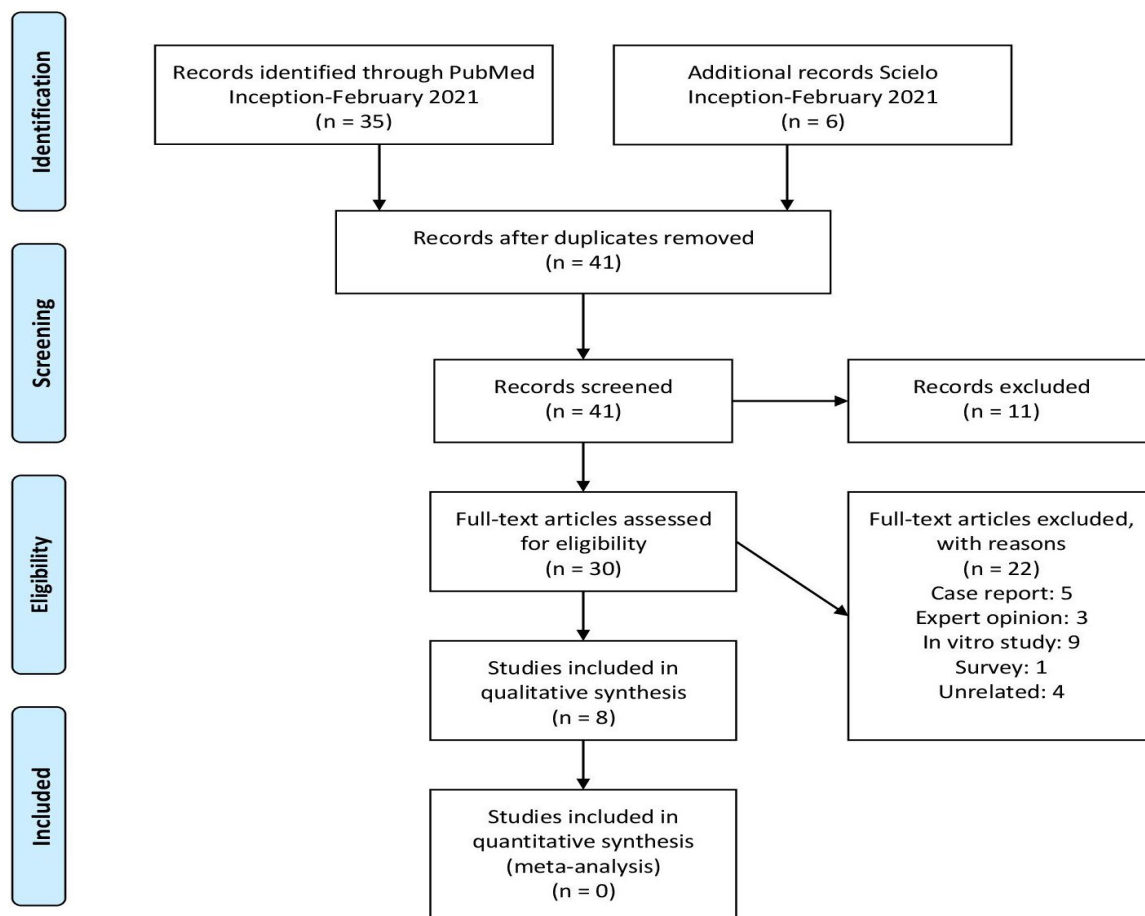 Identification
Records identified through PubMed
Inception-February 2021
(n = 35)
Additional records Scielo
Inception-February 2021
(n = 6)
Records after duplicates removed
(n = 41)
Screening
Records screened
(n = 41)
Records excluded
(n = 11)
Eligibility
Full-text articles assessed
for eligibility
(n = 30)
Full-text articles excluded,
with reasons
(n = 22)
Case report: 5
Expert opinion: 3
In vitro study: 9
Survey: 1
Unrelated: 4
Studies included in
qualitative synthesis
(n = 8)
Included
Studies included in
quantitative synthesis
(meta-analysis)
(n = 0)